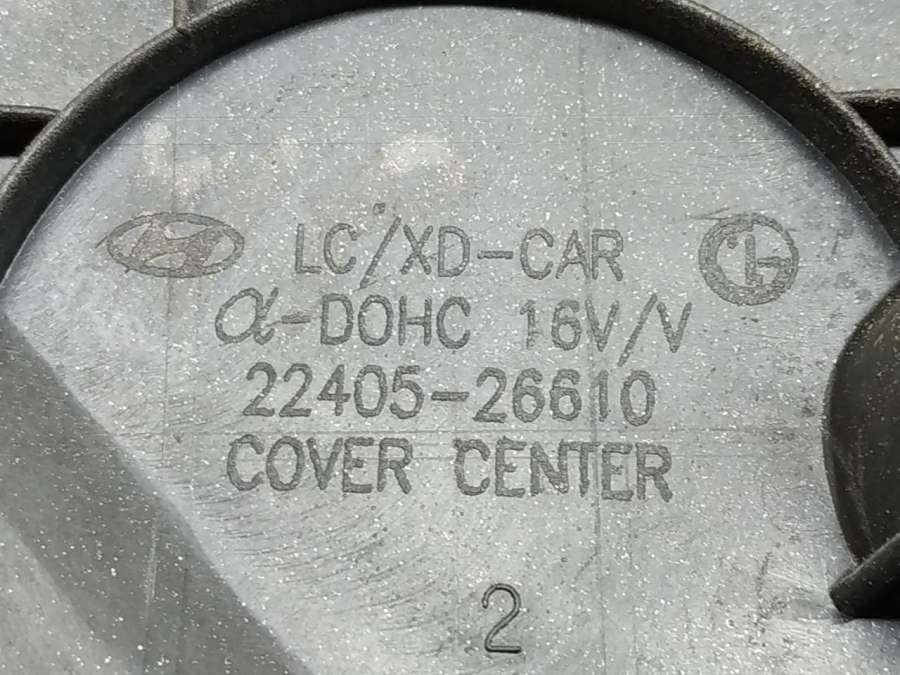 LC/XD-CAR
α-DOHC 16V/V
22405-26610
COVER CENTER
2